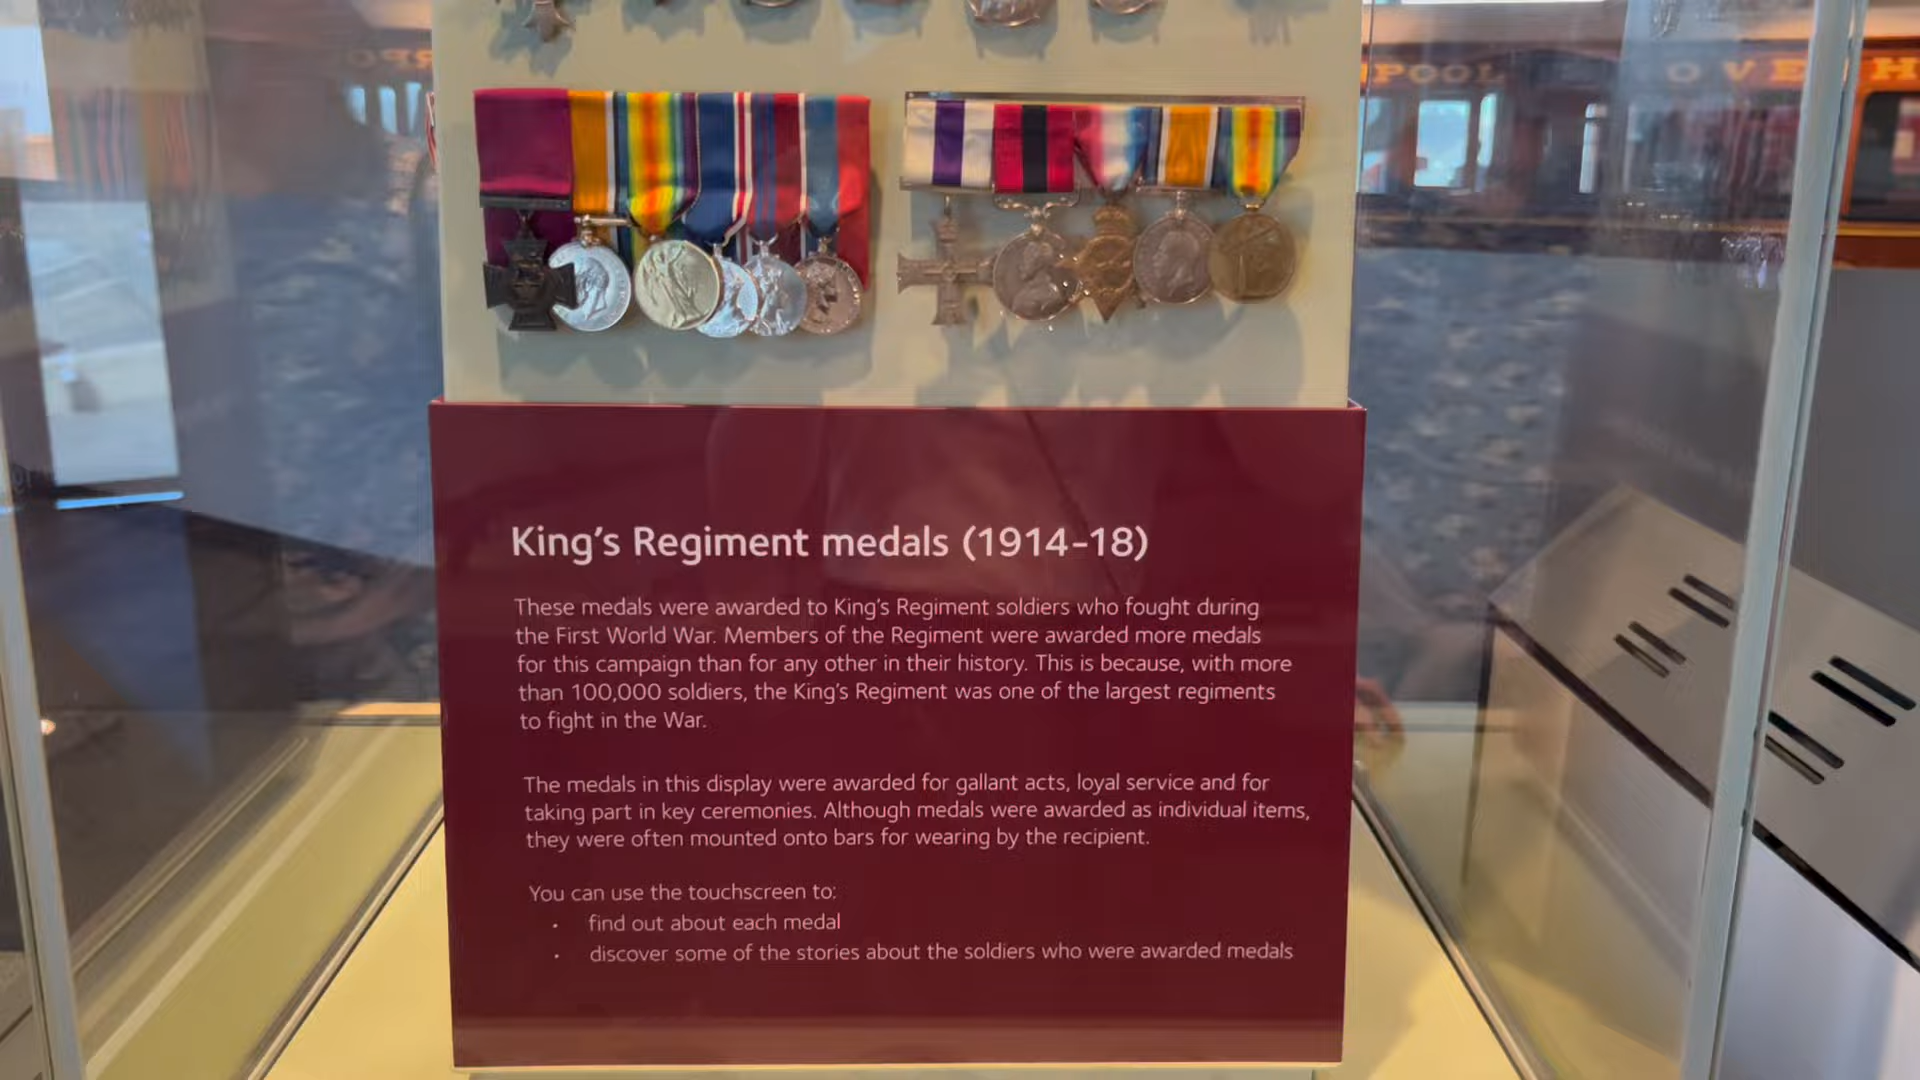 POOL OVE H
King's Regiment medals (1914-18)
These medals were awarded to King's Regiment soldiers who fought during
the First World War. Members of the Regiment were awarded more medals
for this campaign than for any other in their history. This is because, with more
than 100,000 soldiers, the King's Regiment was one of the largest regiments
to fight in the War.
The medals in this display were awarded for gallant acts, loyal service and for
taking part in key ceremonies. Although medals were awarded as individual items,
they were often mounted onto bars for wearing by the recipient.
You can use the touchscreen to:
• find out about each medal
• discover some of the stories about the soldiers who were awarded medals